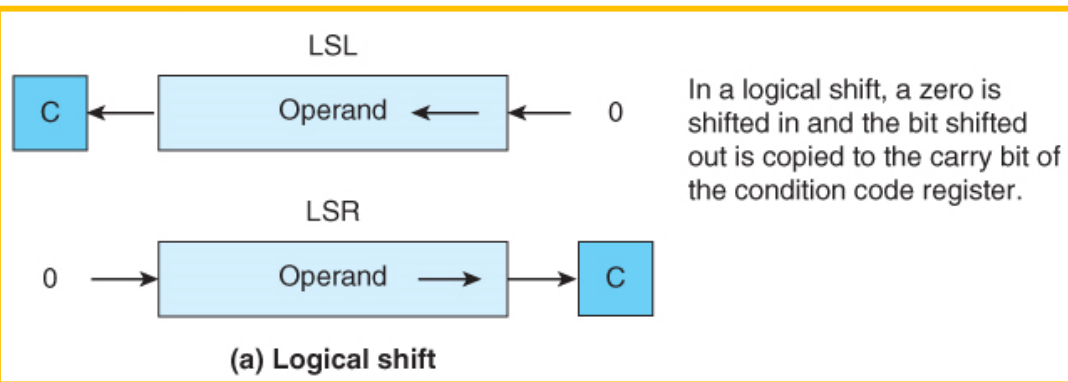 LSL
C
Operand
0
In a logical shift, a zero is
shifted in and the bit shifted
out is copied to the carry bit of
the condition code register.
LSR
0
Operand
C
(a) Logical shift